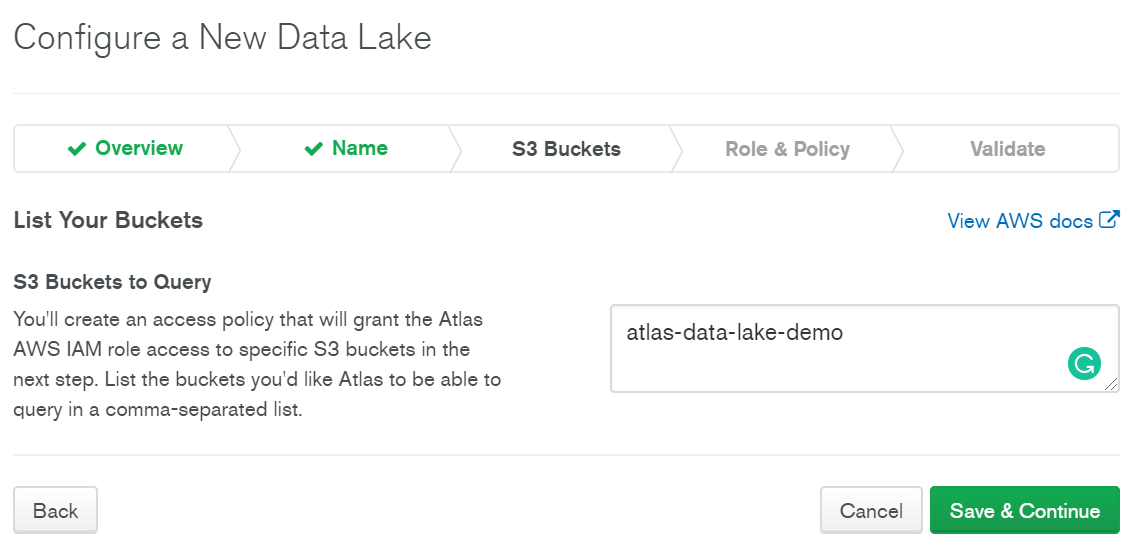 Configure a New Data Lake
Overview
Name
S3 Buckets
Role & Policy
Validate
List Your Buckets
View AWS docs
S3 Buckets to Query
You'll create an access policy that will grant the Atlas
AWS IAM role access to specific S3 buckets in the
next step. List the buckets you'd like Atlas to be able to
query in a comma-separated list.
atlas-data-lake-demo
Back
Cancel
Save & Continue